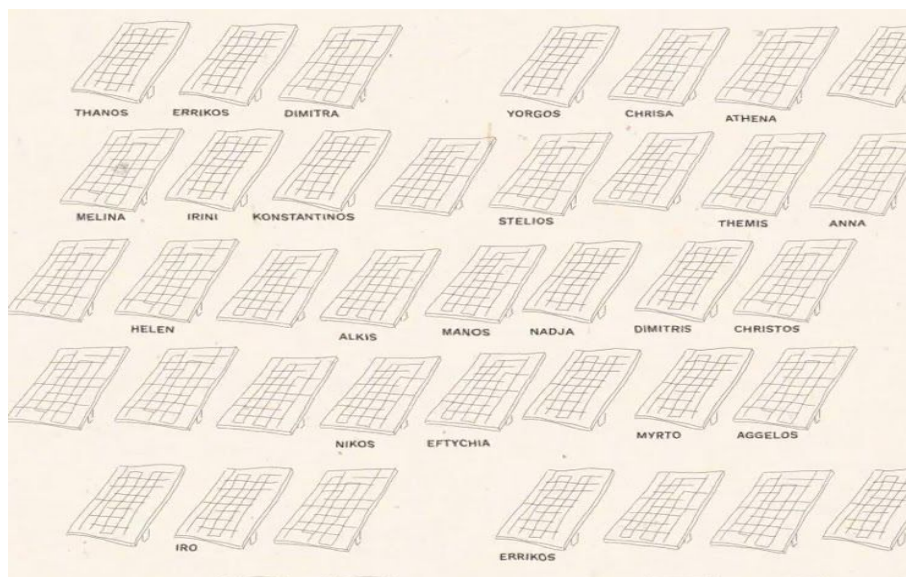 THANOS ERRIKOS DIMITRA YORGOS CHRISA ATHENA
MELINA IRINI KONSTANTINOS STELIOS THEMIS ANNA
HELEN ALKIS MANOS NADJA DIMITRIS CHRISTOS
NIKOS EFTYCHIA MYRTO AGGELOS
IRO ERRIKOS